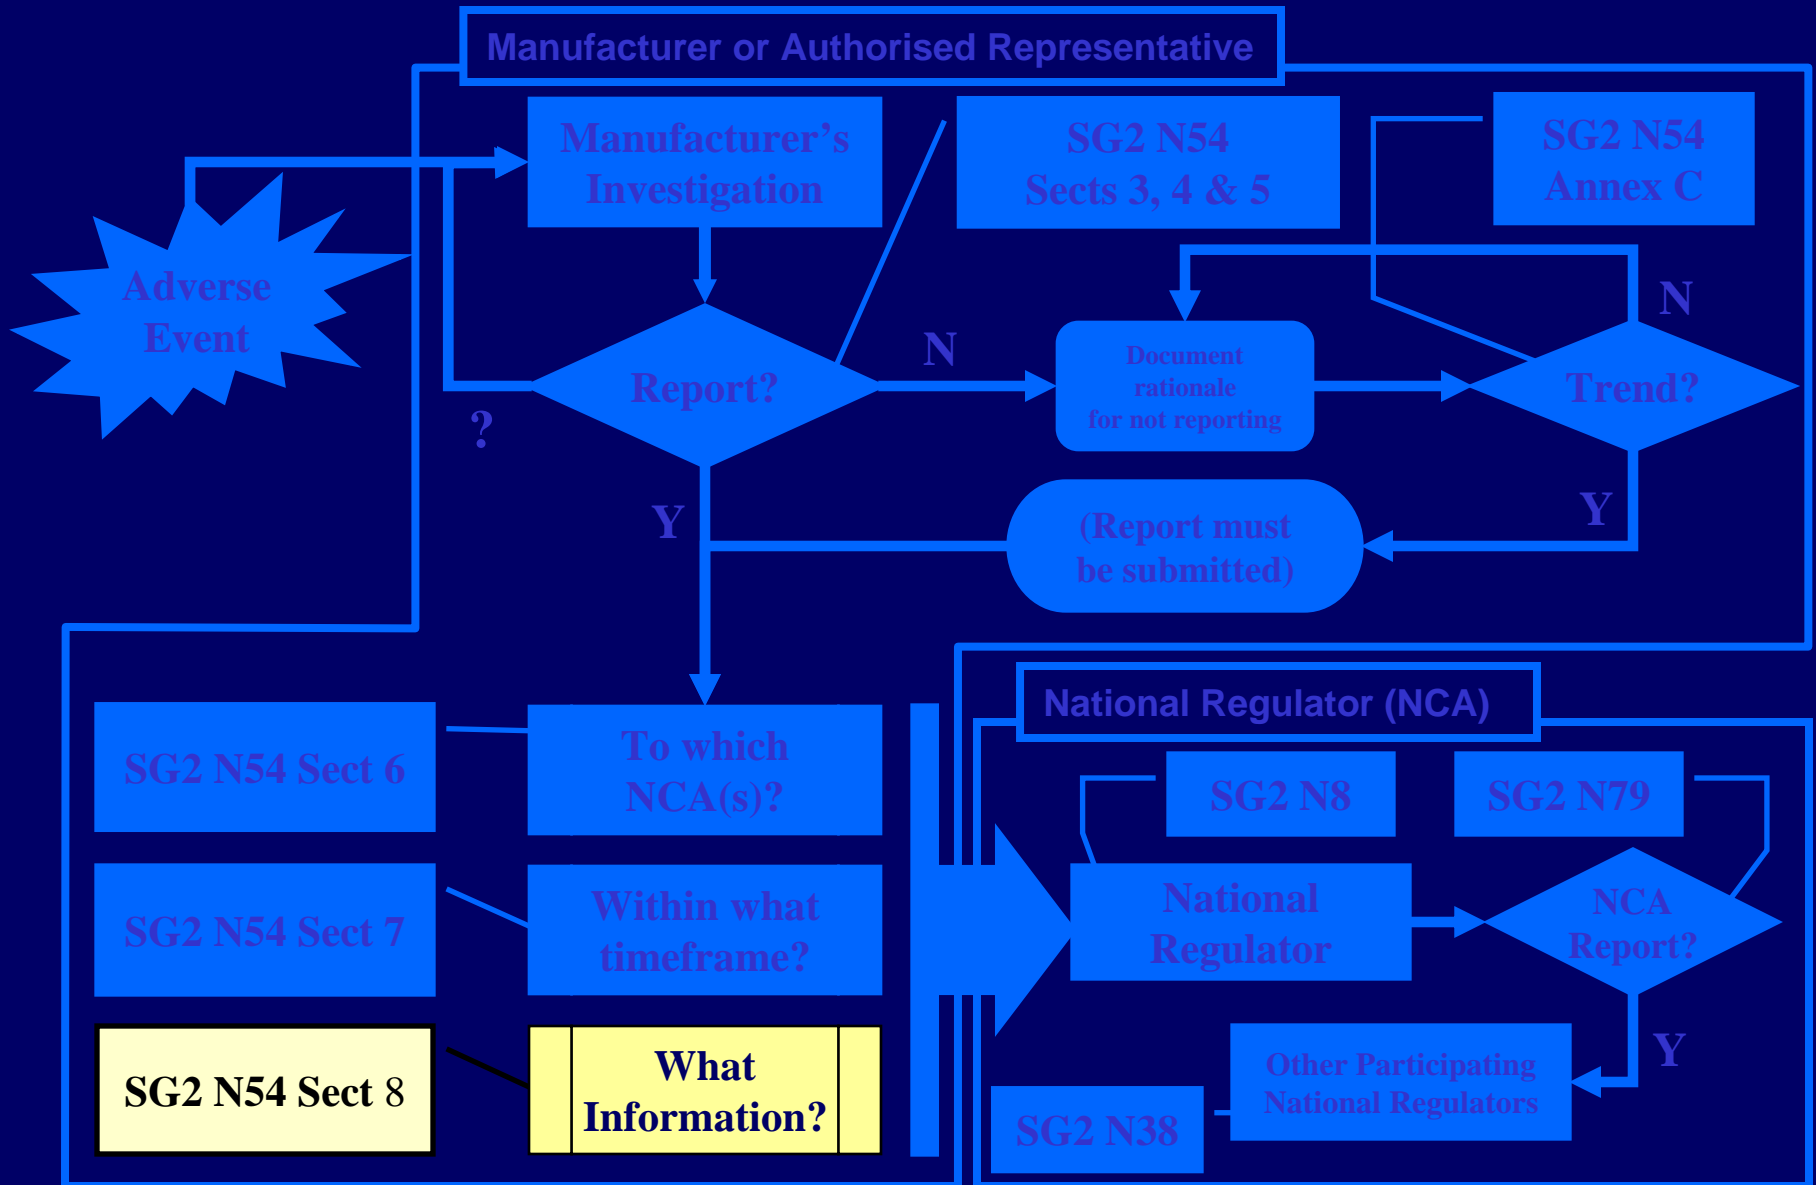 Manufacturer or Authorised Representative
Manufacturer's
Investigation
SG2 N54
Sects 3, 4 & 5
SG2 N54
Annex C
Adverse
Event
N
N
Report?
Document
rationale
for not reporting
Trend?
?
Y
(Report must
be submitted)
Y
National Regulator (NCA)
SG2 N54 Sect 6
To which
NCA(s)?
SG2 N8
SG2 N79
SG2 N54 Sect 7
Within what
timeframe?
National
Regulator
NCA
Report?
SG2 N54 Sect 8
What
Information?
Y
Other Participating
National Regulators
SG2 N38